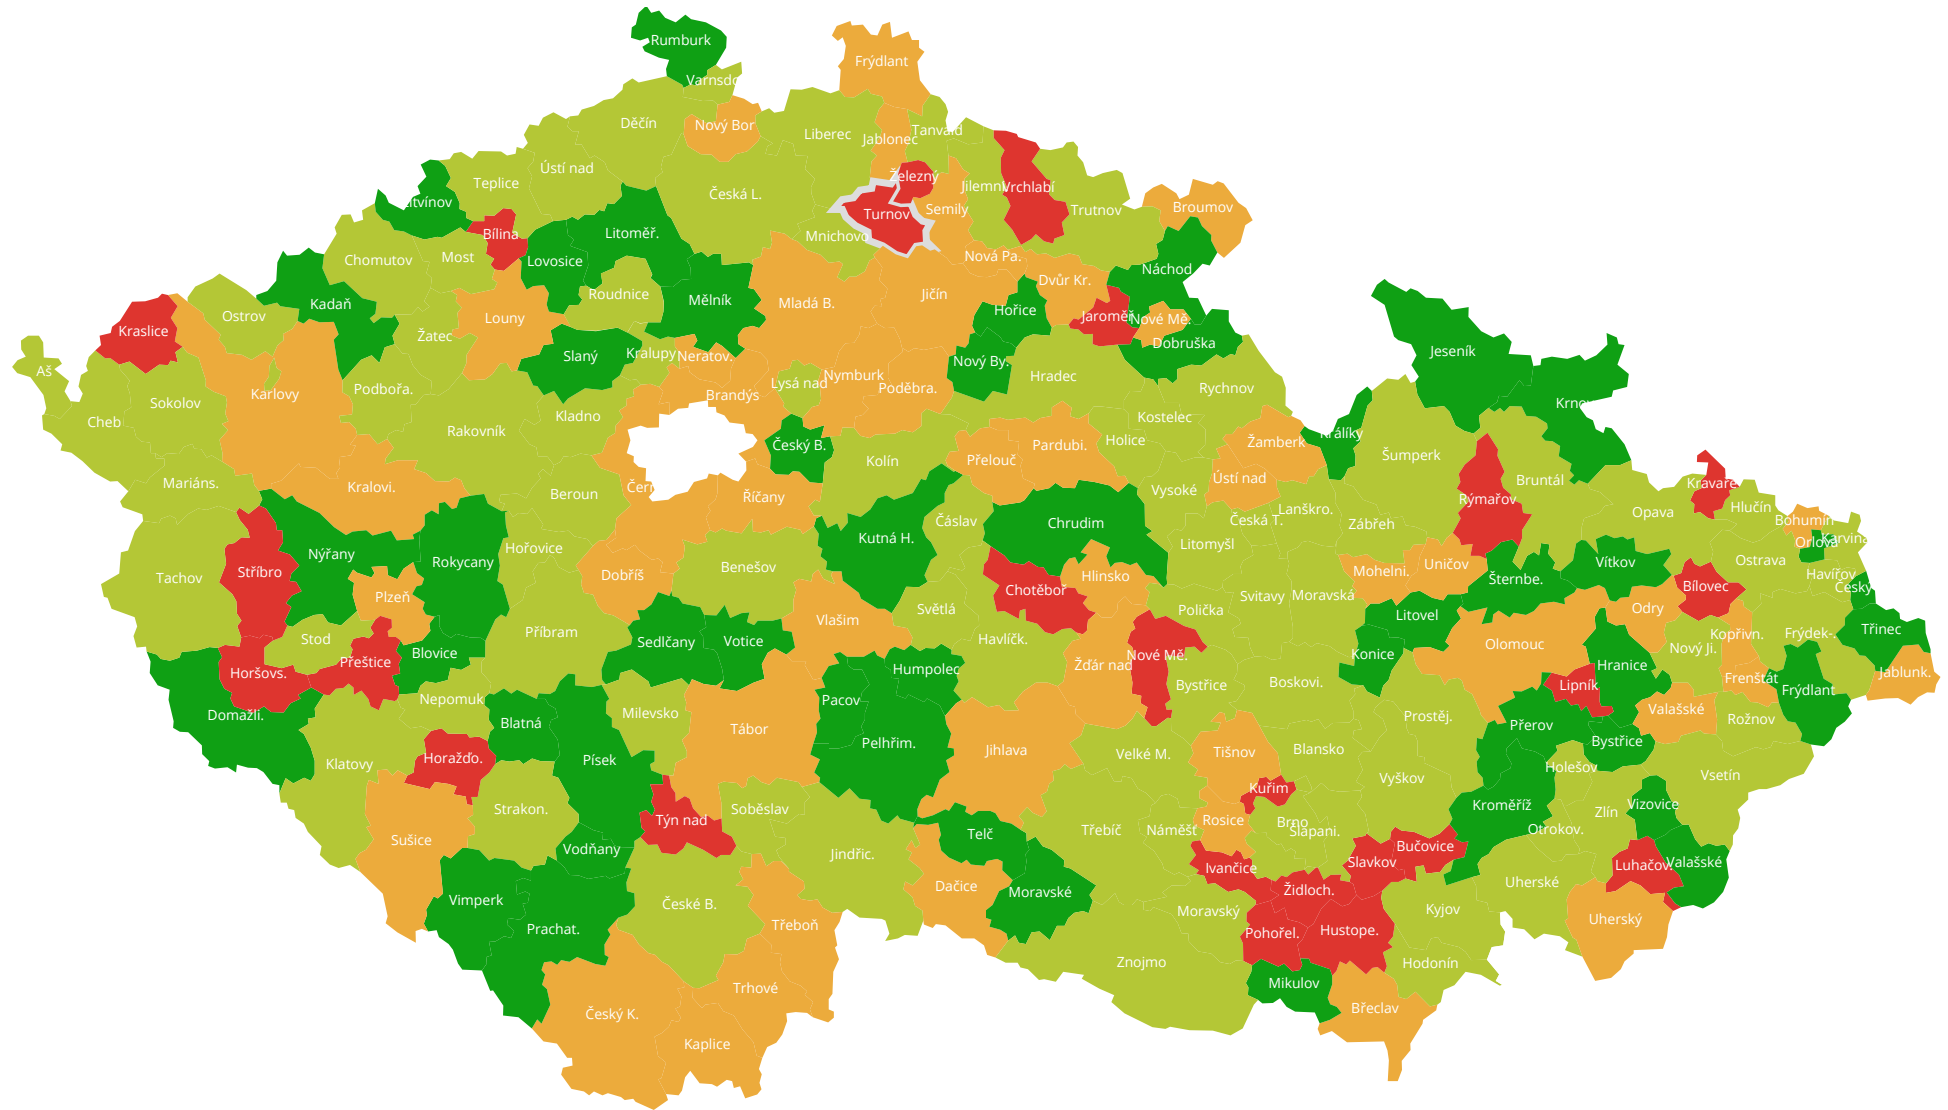 Rumburk
Frýdlant
Varnsdo
Děčín
Nový Bor
Liberec
Jablonec
Tanvald
Ústí nad
Teplice
Česká L.
Železný
Jilemni
Vrchlabí
Trutnov
Broumov
Litvínov
Bílina
Litoměř.
Mnichovo
Turnov
Semily
Chomutov
Most
Lovosice
Nová Pa.
Náchod
Kadaň
Roudnice
Mělník
Mladá B.
Jičín
Dvůr Kr.
Ostrov
Louny
Hořice
Jaroměř
Nové Mě.
Kraslice
Žatec
Slaný
Kralupy
Neratov.
Dobruška
Jeseník
Aš
Podbořa.
Lysá nad
Nymburk
Poděbra.
Nový By.
Hradec
Rychnov
Karlovy
Sokolov
Brandýs
Krnov
Cheb
Rakovník
Kladno
Český B.
Kostelec
Holice
Králíky
Kolín
Přelouč
Pardubi.
Žamberk
Šumperk
Mariáns.
Kralovi.
Beroun
Čern
Říčany
Vysoké
Ústí nad
Rýmařov
Bruntál
Kravaře
Stříbro
Nýřany
Rokycany
Hořovice
Kutná H.
Čáslav
Chrudim
Česká T.
Lanškro.
Zábřeh
Opava
Hlučín
Bohumín
Tachov
Plzeň
Dobříš
Benešov
Litomyšl
Orlová
Karviná
Hlinsko
Chotěboř
Mohelni.
Uničov
Šternbe.
Vítkov
Ostrava
Havířov
Český
Bílovec
Světlá
Polička
Svitavy
Moravská
Litovel
Odry
Stod
Příbram
Sedlčany
Votice
Vlašim
Havlíčk.
Olomouc
Kopřivn.
Frýdek-.
Třinec
Přeštice
Blovice
Nové Mě.
Konice
Nový Ji.
Horšovs.
Humpolec
Žďár nad
Hranice
Nepomuk
Pacov
Bystřice
Boskovi.
Lipník
Frenštát
Frýdlant
Jablunk.
Domažli.
Blatná
Milevsko
Tábor
Prostěj.
Přerov
Valašské
Rožnov
Klatovy
Horažďo.
Písek
Pelhřim.
Jihlava
Velké M.
Tišnov
Blansko
Bystřice
Holešov
Vyškov
Vsetín
Kuřim
Strakon.
Týn nad
Soběslav
Kroměříž
Vizovice
Sušice
Telč
Třebíč
Náměšť
Rosice
Brno
Šlapani.
Otrokov.
Zlín
Vodňany
Jindřic.
Ivančice
Slavkov
Bučovice
Luhačov.
Valašské
Vimperk
Dačice
Moravské
Židloch.
Uherské
České B.
Moravský
Kyjov
Prachat.
Třeboň
Pohořel.
Hustope.
Uherský
Znojmo
Hodonín
Trhové
Mikulov
Český K.
Břeclav
Kaplice